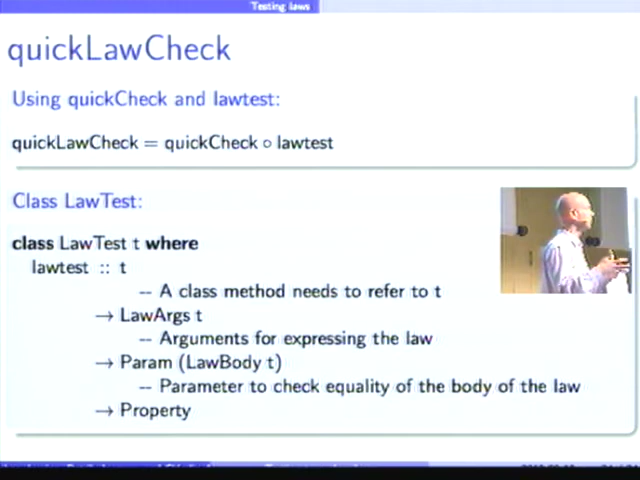 Testing laws
quickLawCheck
Using quickCheck and lawtest:
quickLawCheck = quickCheck ∘ lawtest
Class LawTest:
class LawTest t where
lawtest :: t
-- A class method needs to refer to t
→ LawArgs t
-- Arguments for expressing the law
→ Param (LawBody t)
-- Parameter to check equality of the body of the law
→ Property